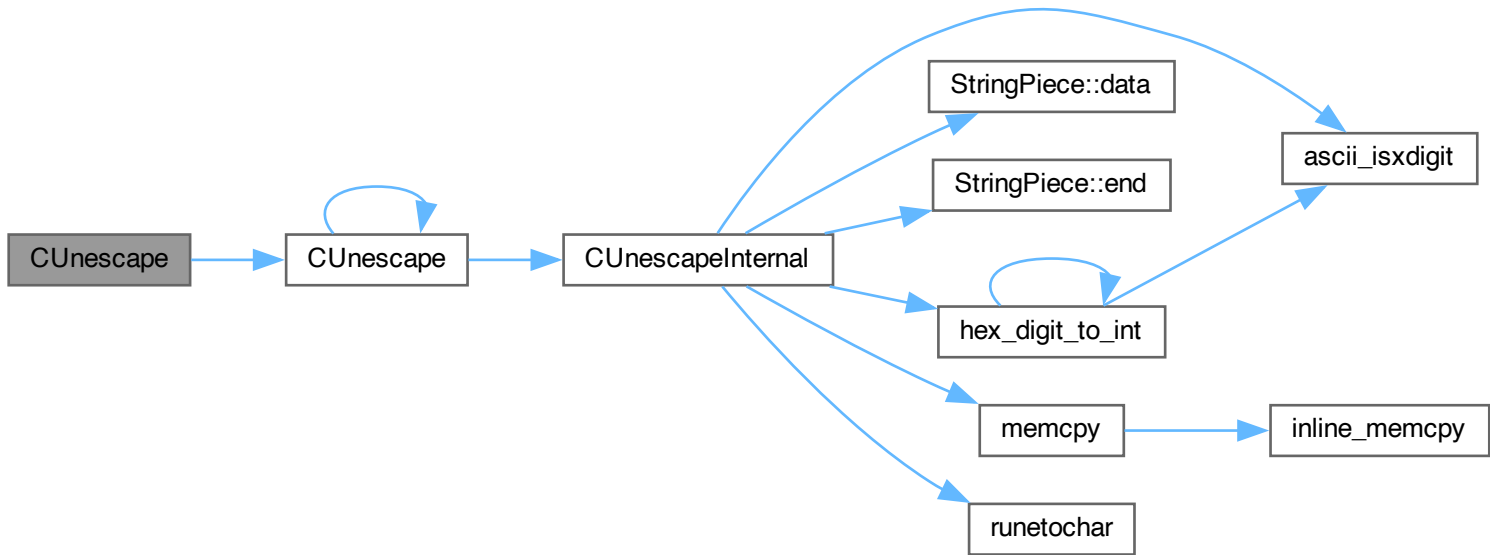 CUnescape
CUnescape
CUnescapeInternal
StringPiece::data
StringPiece::end
hex_digit_to_int
memcpy
runetochar
ascii_isxdigit
inline_memcpy